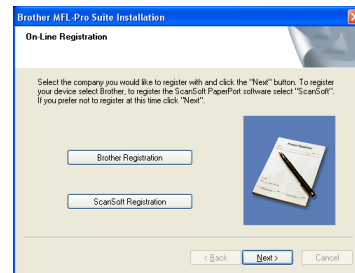 Brother MFL-Pro Suite Installation
On-Line Registration
Select the company you would like to register with and click the "Next" button. To register
your device select Brother, to register the ScanSoft PaperPort software select "ScanSoft".
If you prefer not to register at this time click "Next".
Brother Registration
ScanSoft Registration
< Back
Next >
Cancel